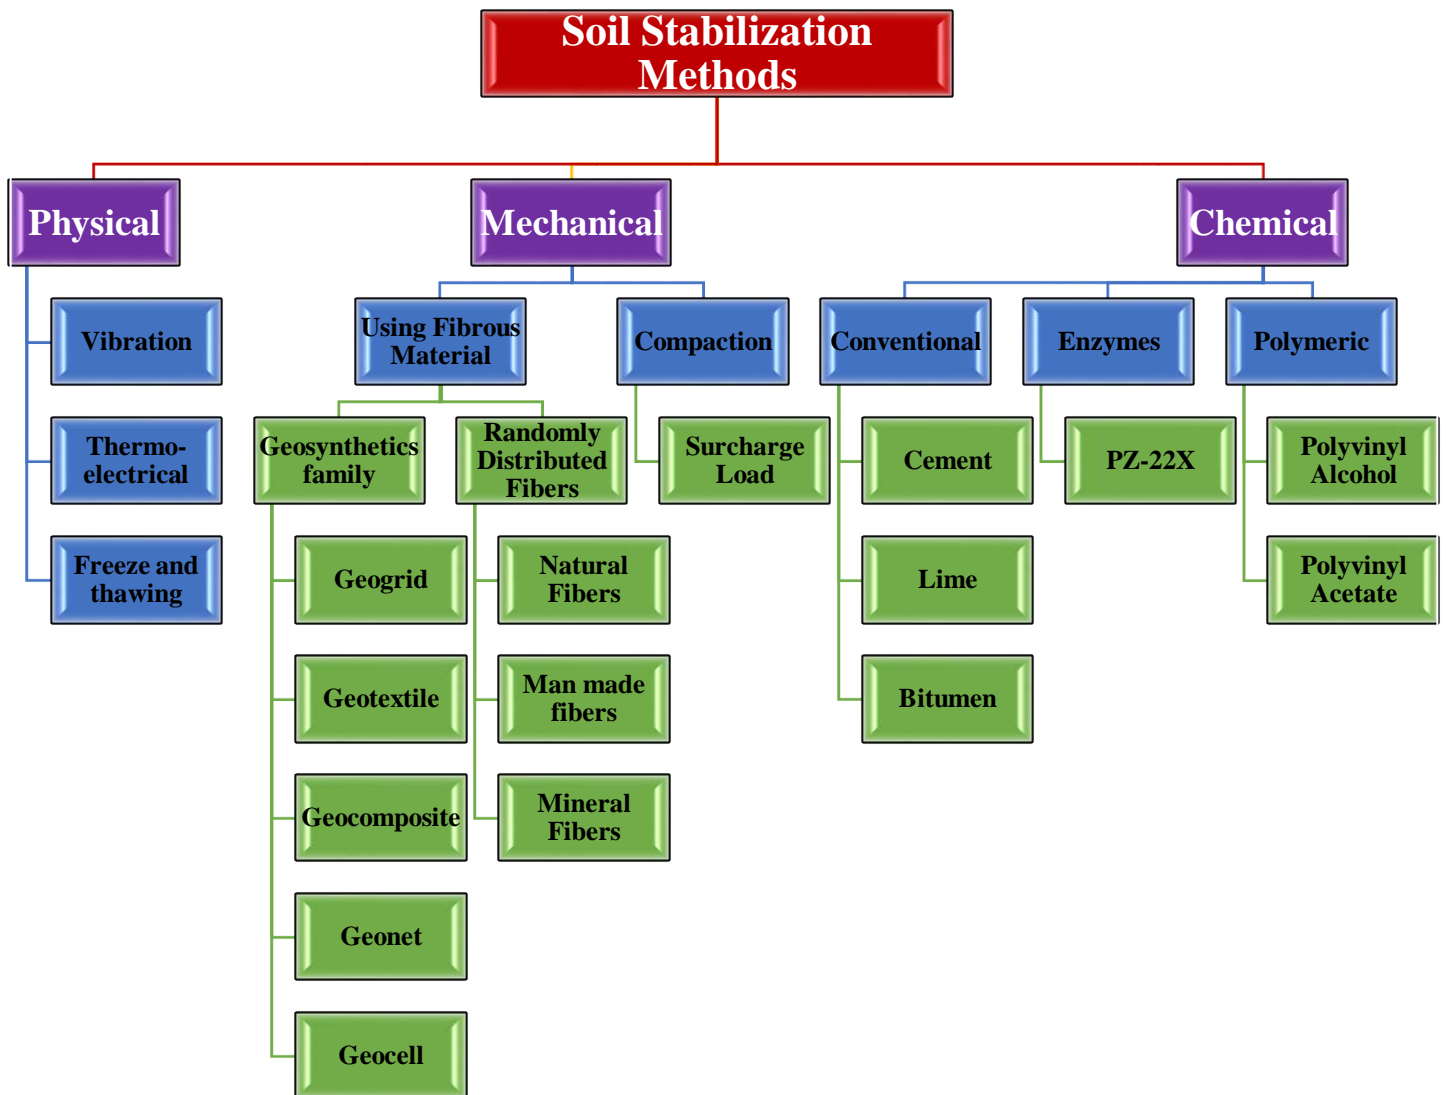 Soil Stabilization
Methods
Physical
Mechanical
Chemical
Vibration
Using Fibrous
Material
Compaction
Conventional
Enzymes
Polymeric
Thermo-
electrical
Geosynthetics
family
Randomly
Distributed
Fibers
Surcharge
Load
Cement
PZ-22X
Polyvinyl
Alcohol
Freeze and
thawing
Geogrid
Natural
Fibers
Lime
Polyvinyl
Acetate
Geotextile
Man made
fibers
Bitumen
Geocomposite
Mineral
Fibers
Geonet
Geocell